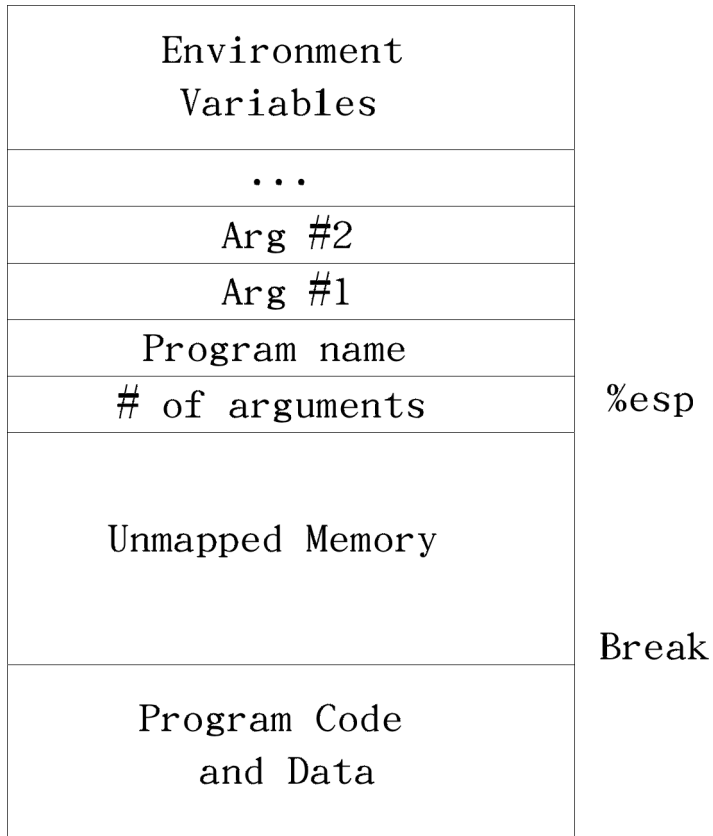 Environment
Variables
...
Arg #2
Arg #1
Program name
# of arguments
%esp
Unmapped Memory
Break
Program Code
and Data